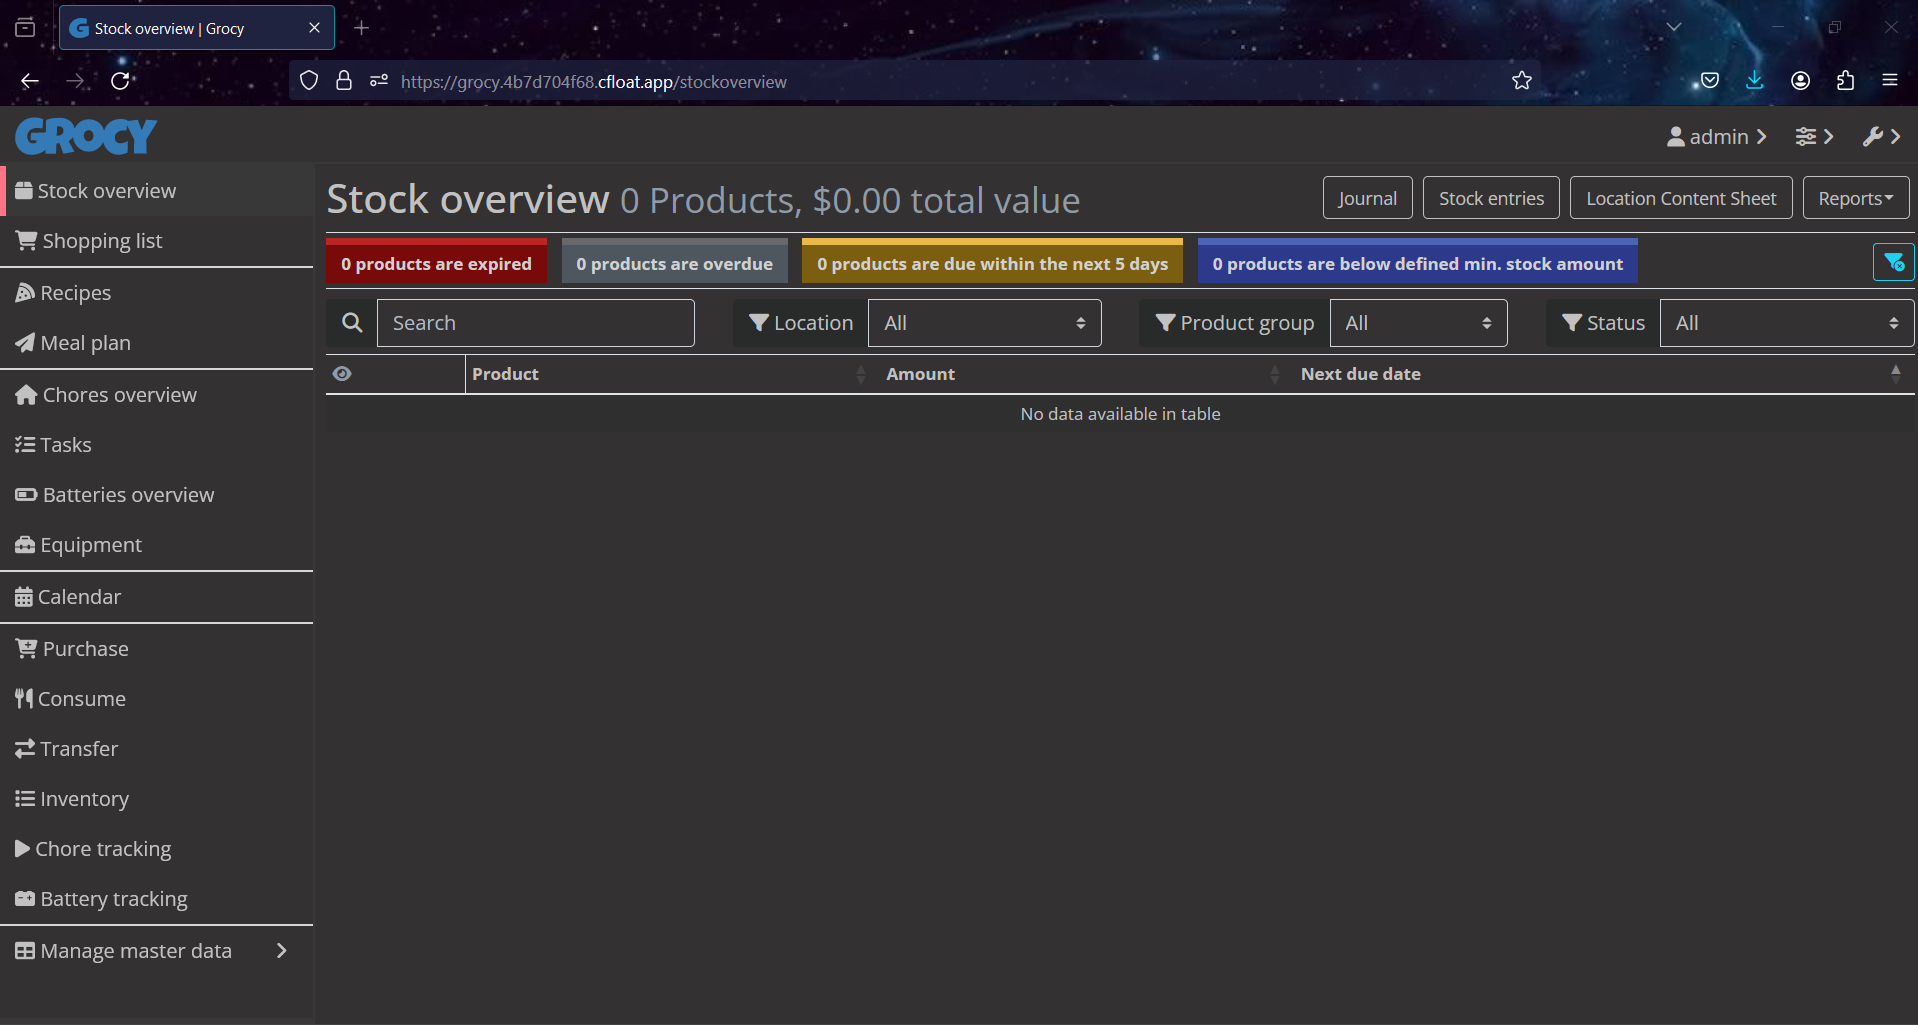 Stock overview | Grocy
https://grocy.4b7d704f68.cfloat.app/stockoverview
GROCY
admin
Stock overview
Shopping list
Recipes
Meal plan
Chores overview
Tasks
Batteries overview
Equipment
Calendar
Purchase
Consume
Transfer
Inventory
Chore tracking
Battery tracking
Manage master data
Stock overview 0 Products, $0.00 total value
Journal
Stock entries
Location Content Sheet
Reports
0 products are expired
0 products are overdue
0 products are due within the next 5 days
0 products are below defined min. stock amount
Search
Location All
Product group All
Status All
Product Amount Next due date
No data available in table